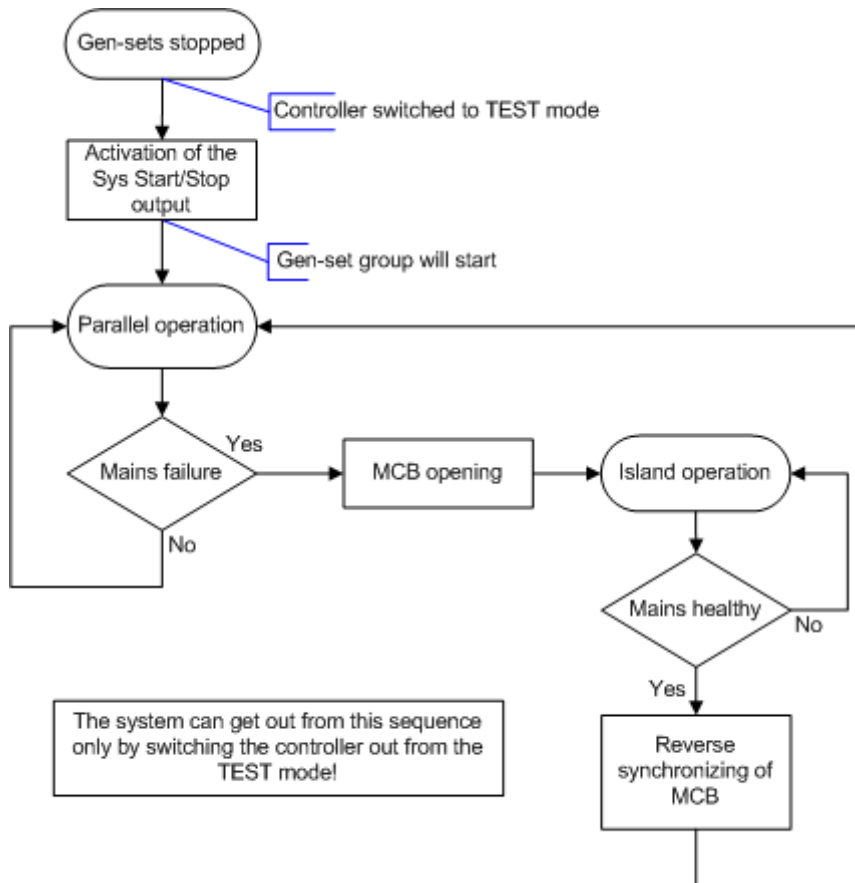 Gen-sets stopped
Controller switched to TEST mode
Activation of the
Sys Start/Stop
output
Gen-set group will start
Parallel operation
Yes
Mains failure
MCB opening
Island operation
No
Mains healthy
No
Yes
The system can get out from this sequence
only by switching the controller out from the
TEST mode!
Reverse
synchronizing of
MCB